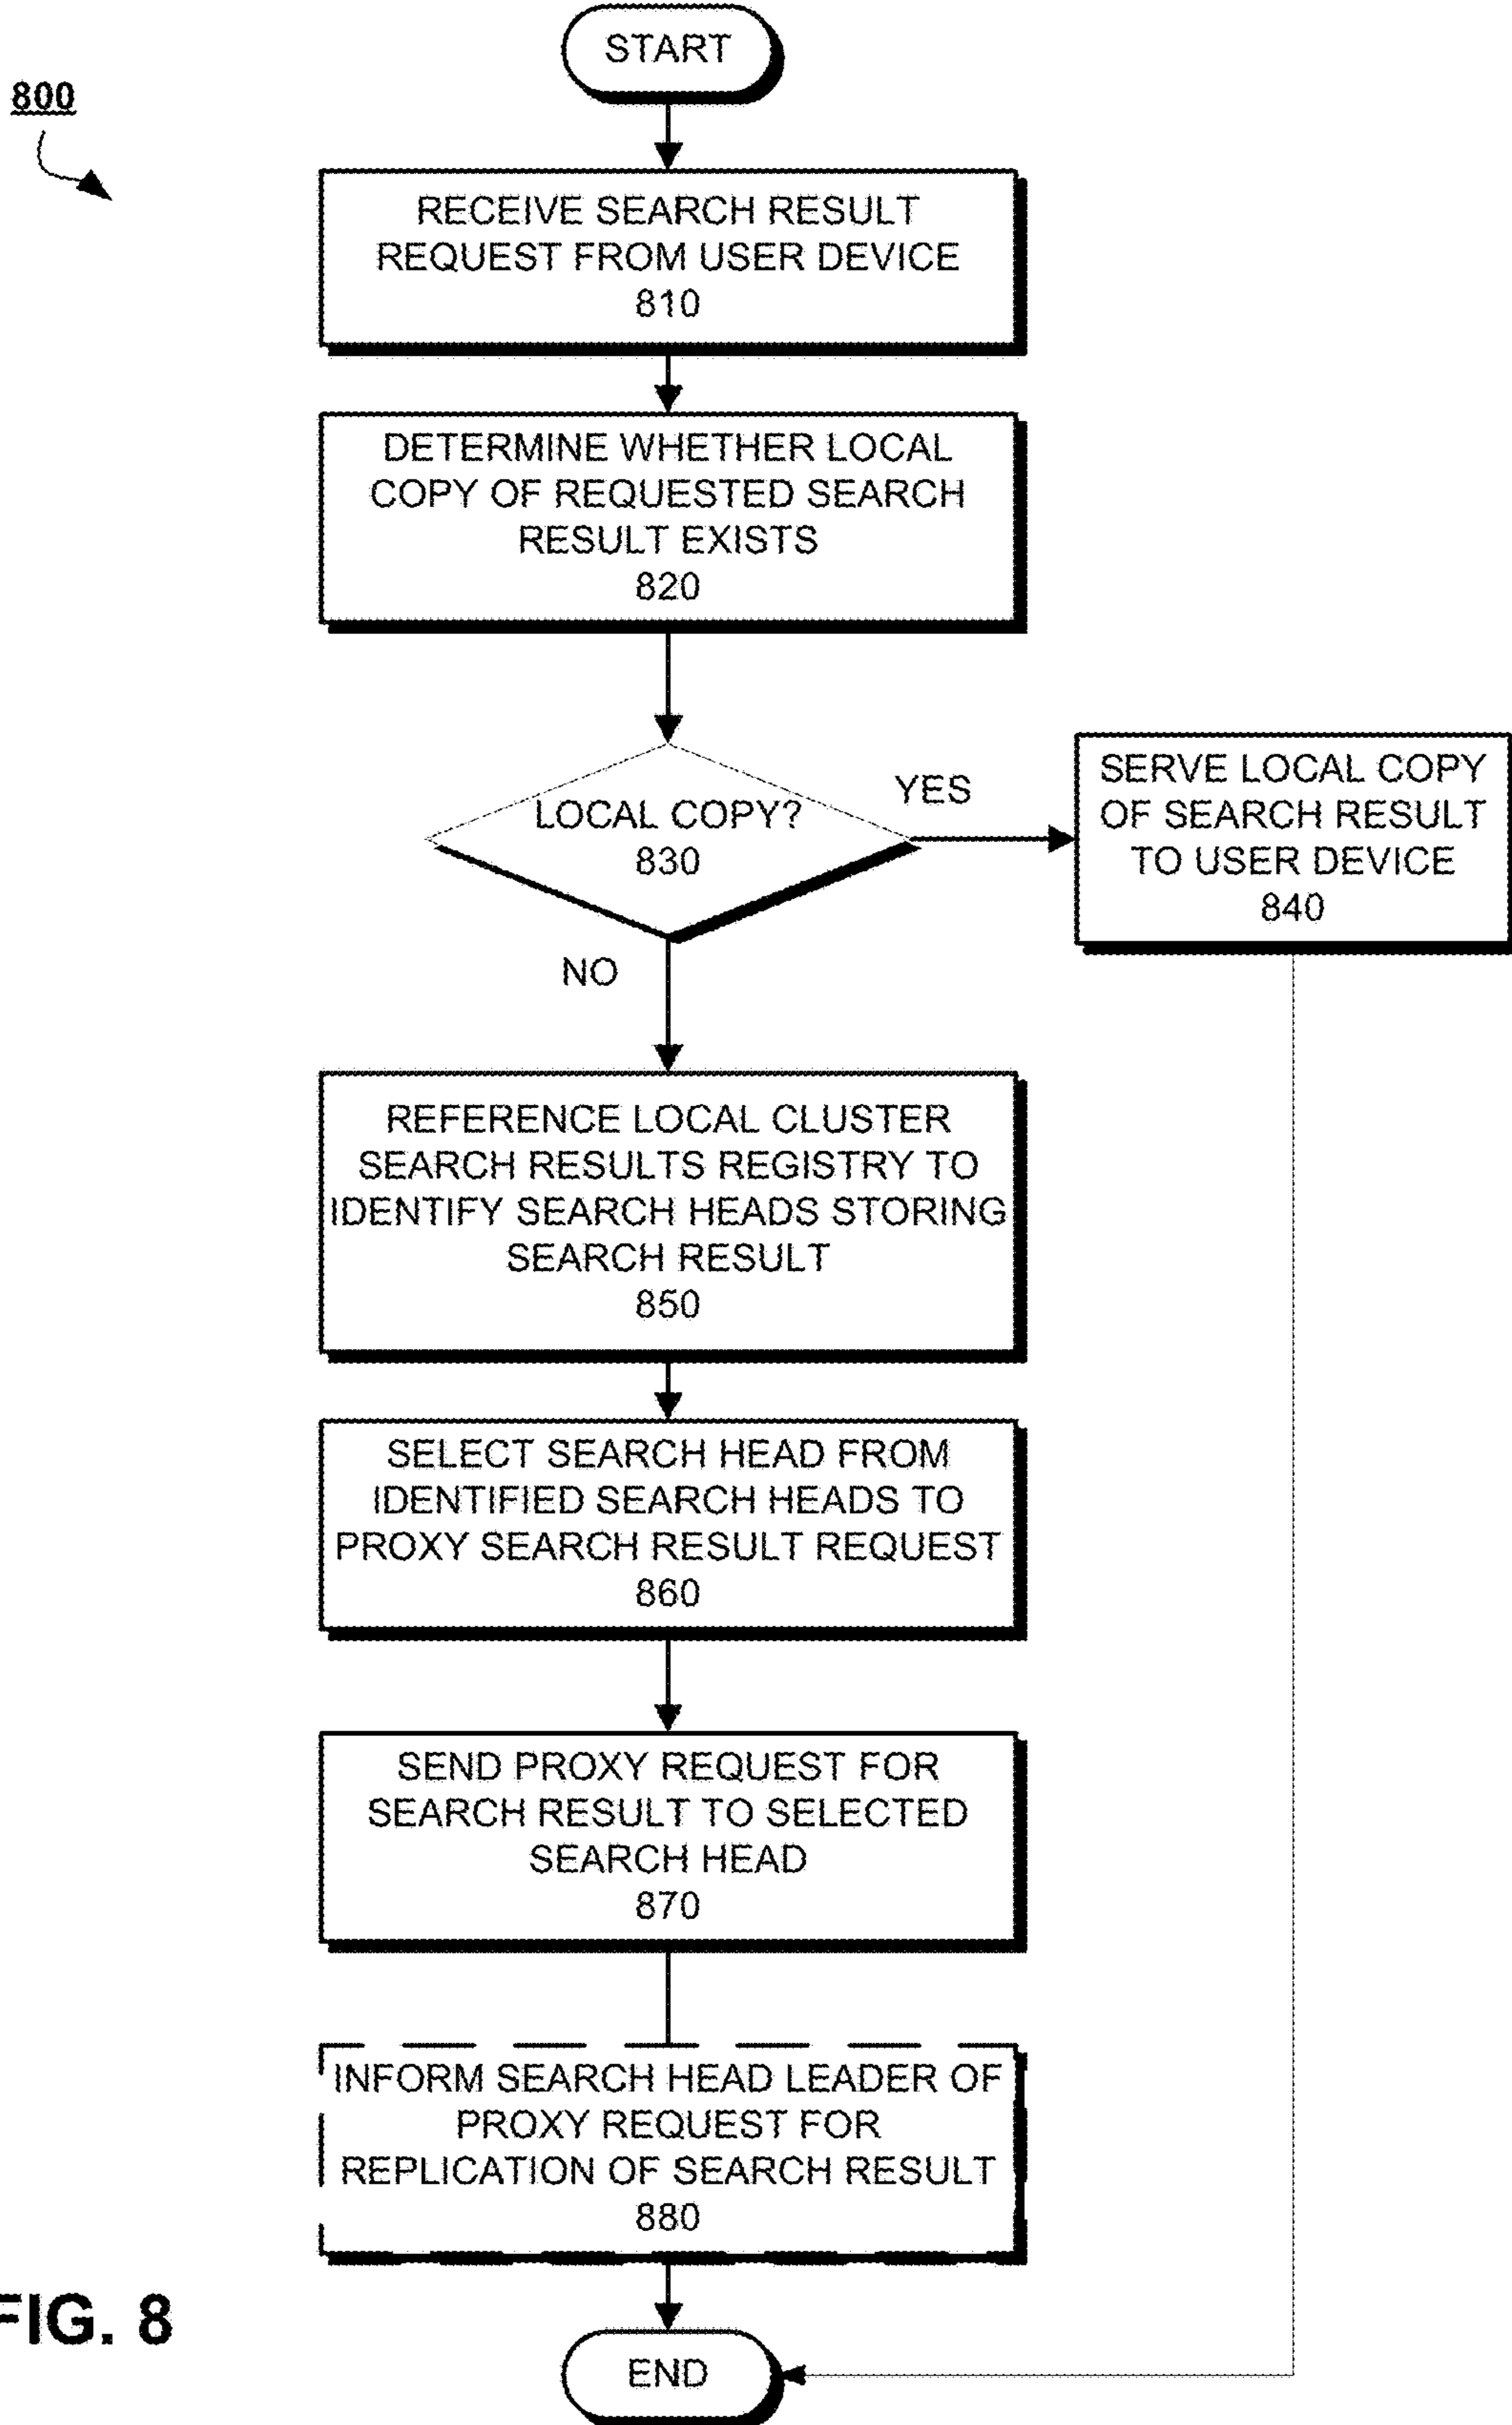 START
800
RECEIVE SEARCH RESULT
REQUEST FROM USER DEVICE
810
DETERMINE WHETHER LOCAL
COPY OF REQUESTED SEARCH
RESULT EXISTS
820
LOCAL COPY?
830
YES
SERVE LOCAL COPY
OF SEARCH RESULT
TO USER DEVICE
840
NO
REFERENCE LOCAL CLUSTER
SEARCH RESULTS REGISTRY TO
IDENTIFY SEARCH HEADS STORING
SEARCH RESULT
850
SELECT SEARCH HEAD FROM
IDENTIFIED SEARCH HEADS TO
PROXY SEARCH RESULT REQUEST
860
SEND PROXY REQUEST FOR
SEARCH RESULT TO SELECTED
SEARCH HEAD
870
INFORM SEARCH HEAD LEADER OF
PROXY REQUEST FOR
REPLICATION OF SEARCH RESULT
880
END
FIG. 8